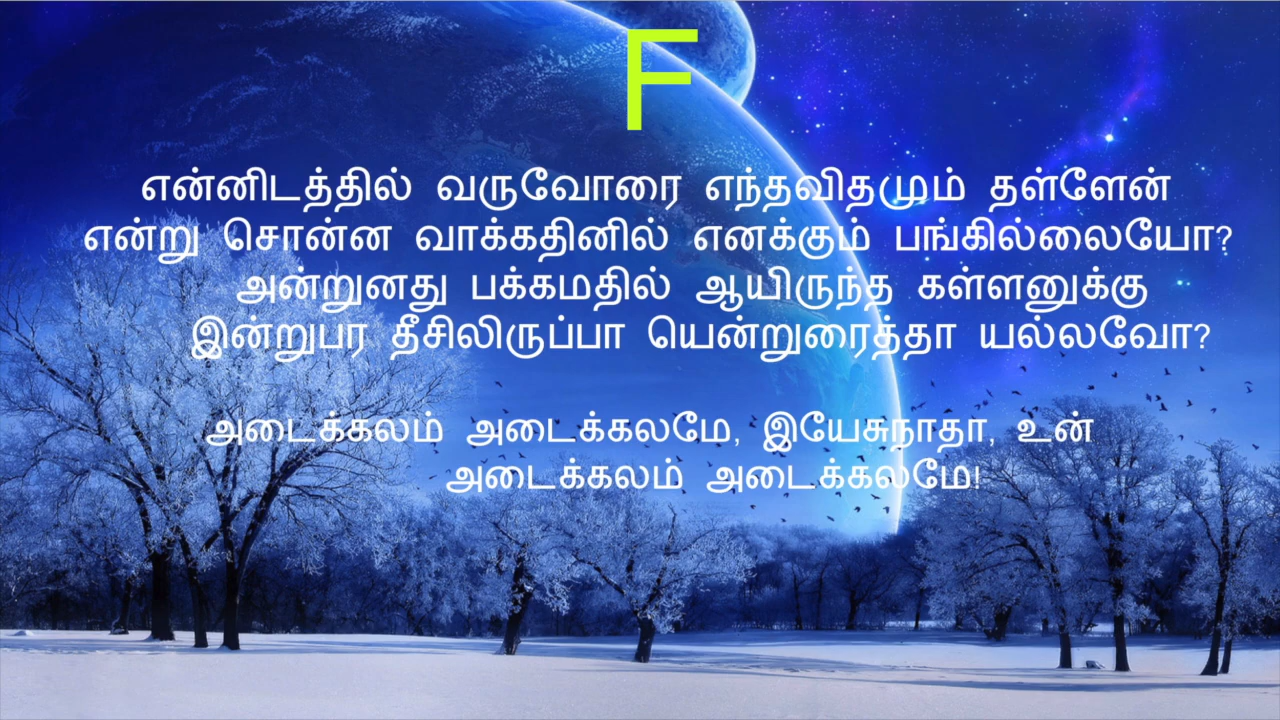 F
என்னிடத்தில் வருவோரை எந்தவிதமும் தள்ளேன்
என்று சொன்ன வாக்கதினில் எனக்கும் பங்கில்லையோ?
அன்றுனது பக்கமதில் ஆயிருந்த கள்ளனுக்கு
இன்றுபர தீசிலிருப்பா யென்றுரைத்தா யல்லவோ?
அடைக்கலம் அடைக்கலமே, இயேசுநாதா, உன்
அடைக்கலம் அடைக்கலமே!